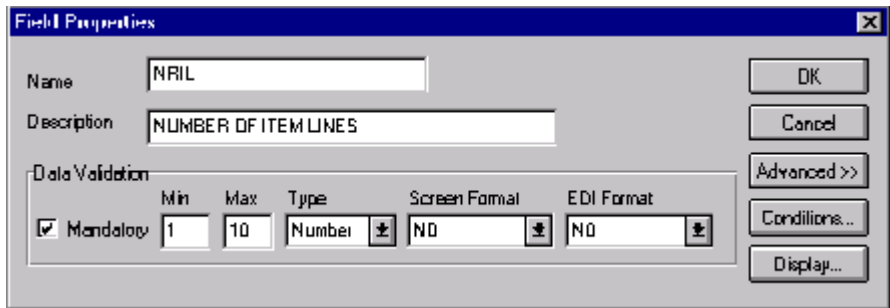 Field Properties
Name NRIL OK
Description NUMBER OF ITEM LINES Cancel
Data Validation Advanced >>
Min Max Type Screen Format EDI Format
Mandatory 1 10 Number N0 N0 Conditions...
Display...